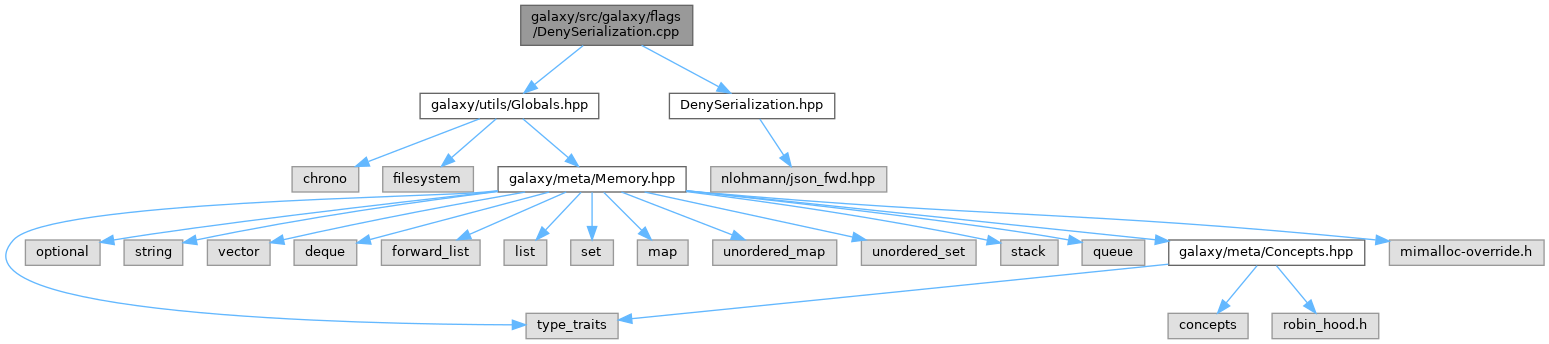 galaxy/src/galaxy/flags
/DenySerialization.cpp
galaxy/utils/Globals.hpp
DenySerialization.hpp
chrono
filesystem
galaxy/meta/Memory.hpp
nlohmann/json_fwd.hpp
optional
string
vector
deque
forward_list
list
set
map
unordered_map
unordered_set
stack
queue
galaxy/meta/Concepts.hpp
mimalloc-override.h
type_traits
concepts
robin_hood.h